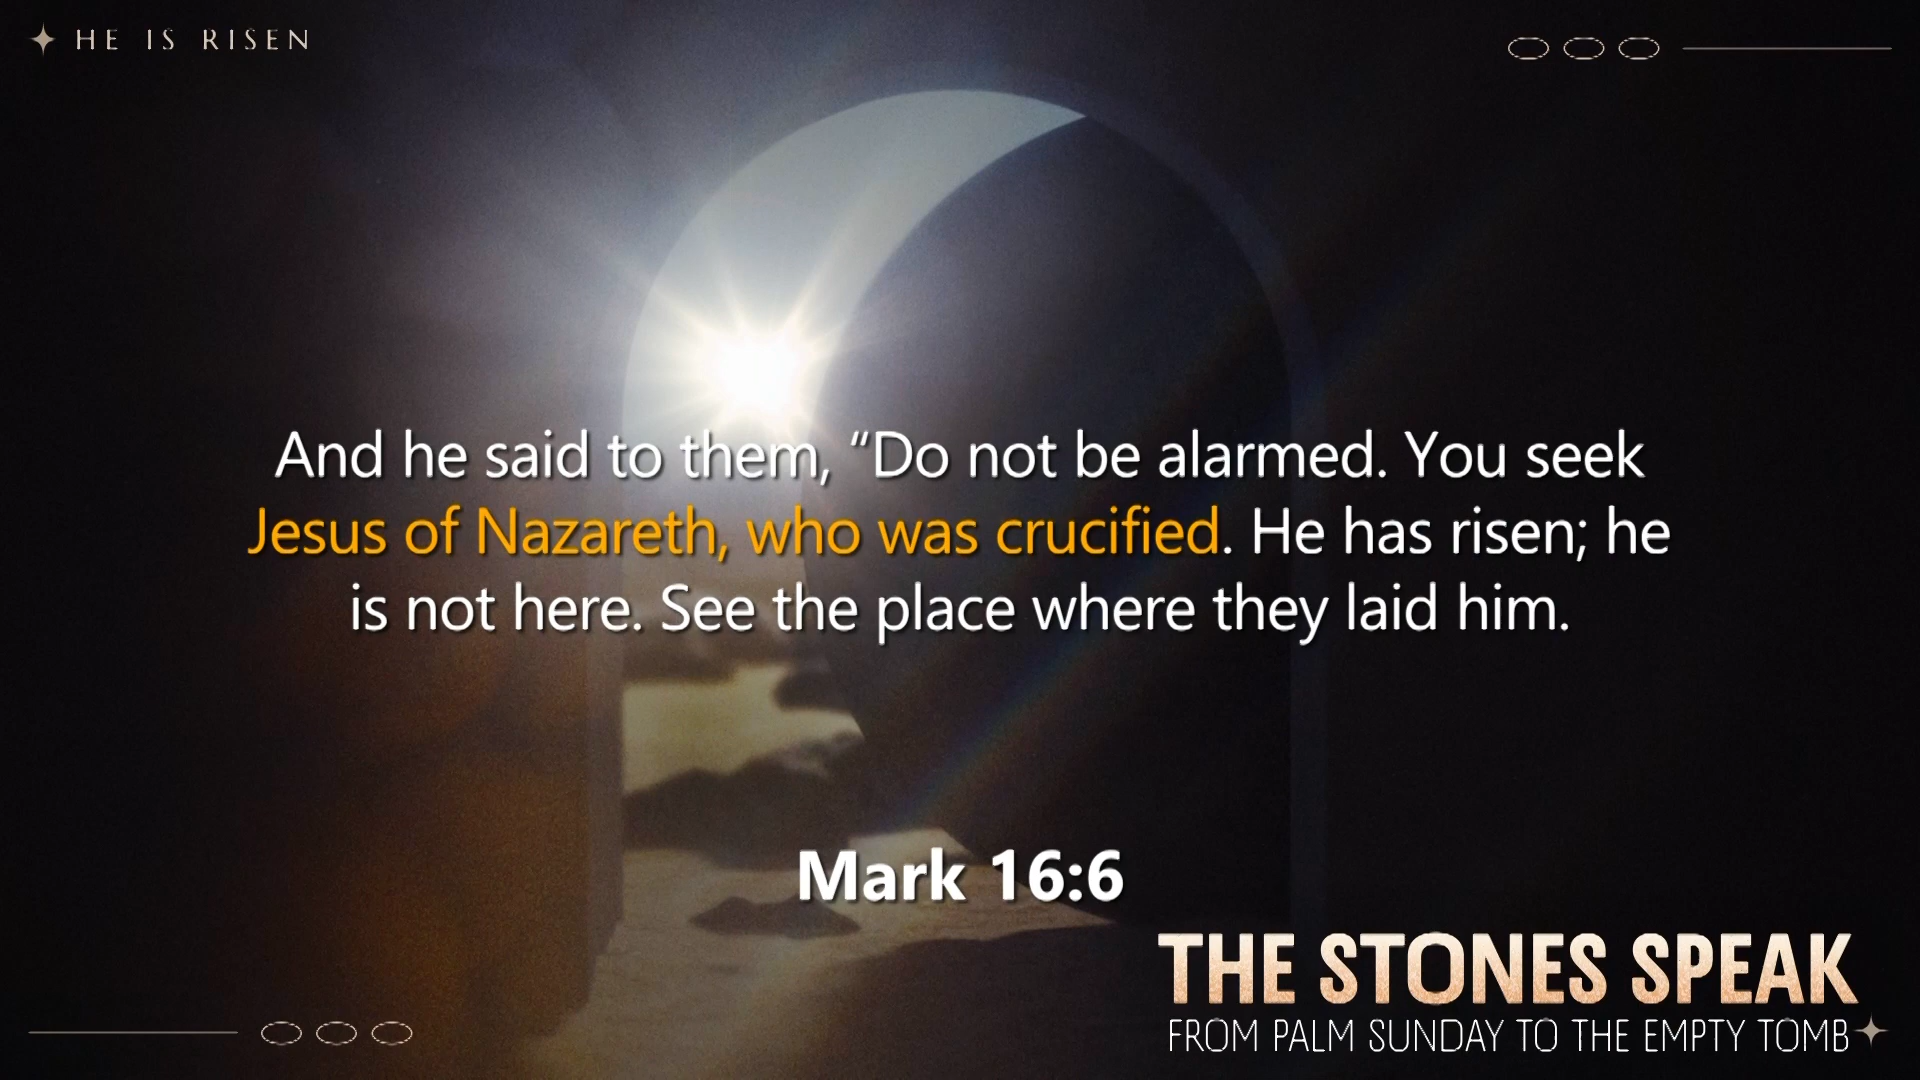 HE IS RISEN
And he said to them, “Do not be alarmed. You seek
Jesus of Nazareth, who was crucified. He has risen; he
is not here. See the place where they laid him.
Mark 16:6
THE STONES SPEAK
FROM PALM SUNDAY TO THE EMPTY TOMB